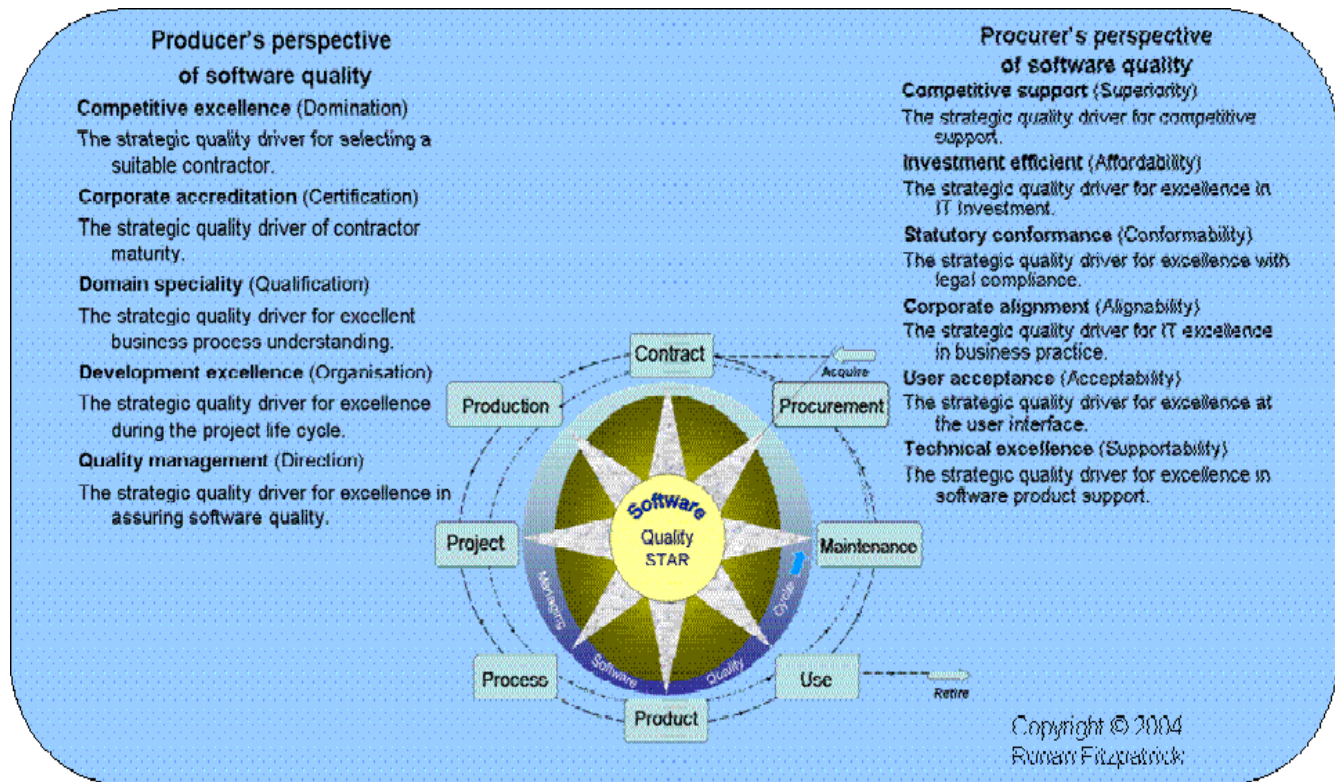 Producer's perspective
of software quality
Competitive excellence (Domination)
The strategic quality driver for selecting a
suitable contractor.
Corporate accreditation (Certification)
The strategic quality driver of contractor
maturity.
Domain speciality (Qualification)
The strategic quality driver for excellent
business process understanding.
Development excellence (Organisation)
The strategic quality driver for excellence
during the project life cycle.
Quality management (Direction)
The strategic quality driver for excellence in
assuring software quality.
Procurer's perspective
of software quality
Competitive support (Superiority)
The strategic quality driver for competitive
support.
Investment efficient (Affordability)
The strategic quality driver for excellence in
IT Investment.
Statutory conformance (Conformability)
The strategic quality driver for excellence with
legal compliance.
Corporate alignment (Alignability)
The strategic quality driver for IT excellence
in business practice.
User acceptance (Acceptability)
The strategic quality driver for excellence at
the user interface.
Technical excellence (Supportability)
The strategic quality driver for excellence in
software product support.
Contract
Acquire
Production
Procurement
Software
Quality
STAR
Project
Maintenance
Managing
Software
Quality
Cycle
Process
Use
Retire
Product
Copyright © 2004
Ronan Fitzpatrick